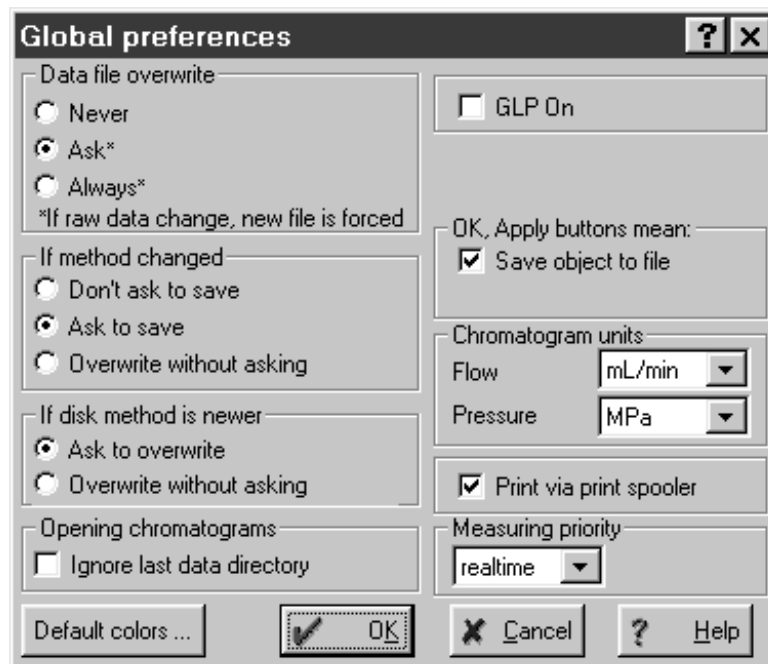 Global preferences
Data file overwrite
Never
Ask*
Always*
*If raw data change, new file is forced
If method changed
Don't ask to save
Ask to save
Overwrite without asking
If disk method is newer
Ask to overwrite
Overwrite without asking
Opening chromatograms
Ignore last data directory
GLP On
OK, Apply buttons mean:
Save object to file
Chromatogram units
Flow mL/min
Pressure MPa
Print via print spooler
Measuring priority
realtime
Default colors ... OK Cancel ? Help